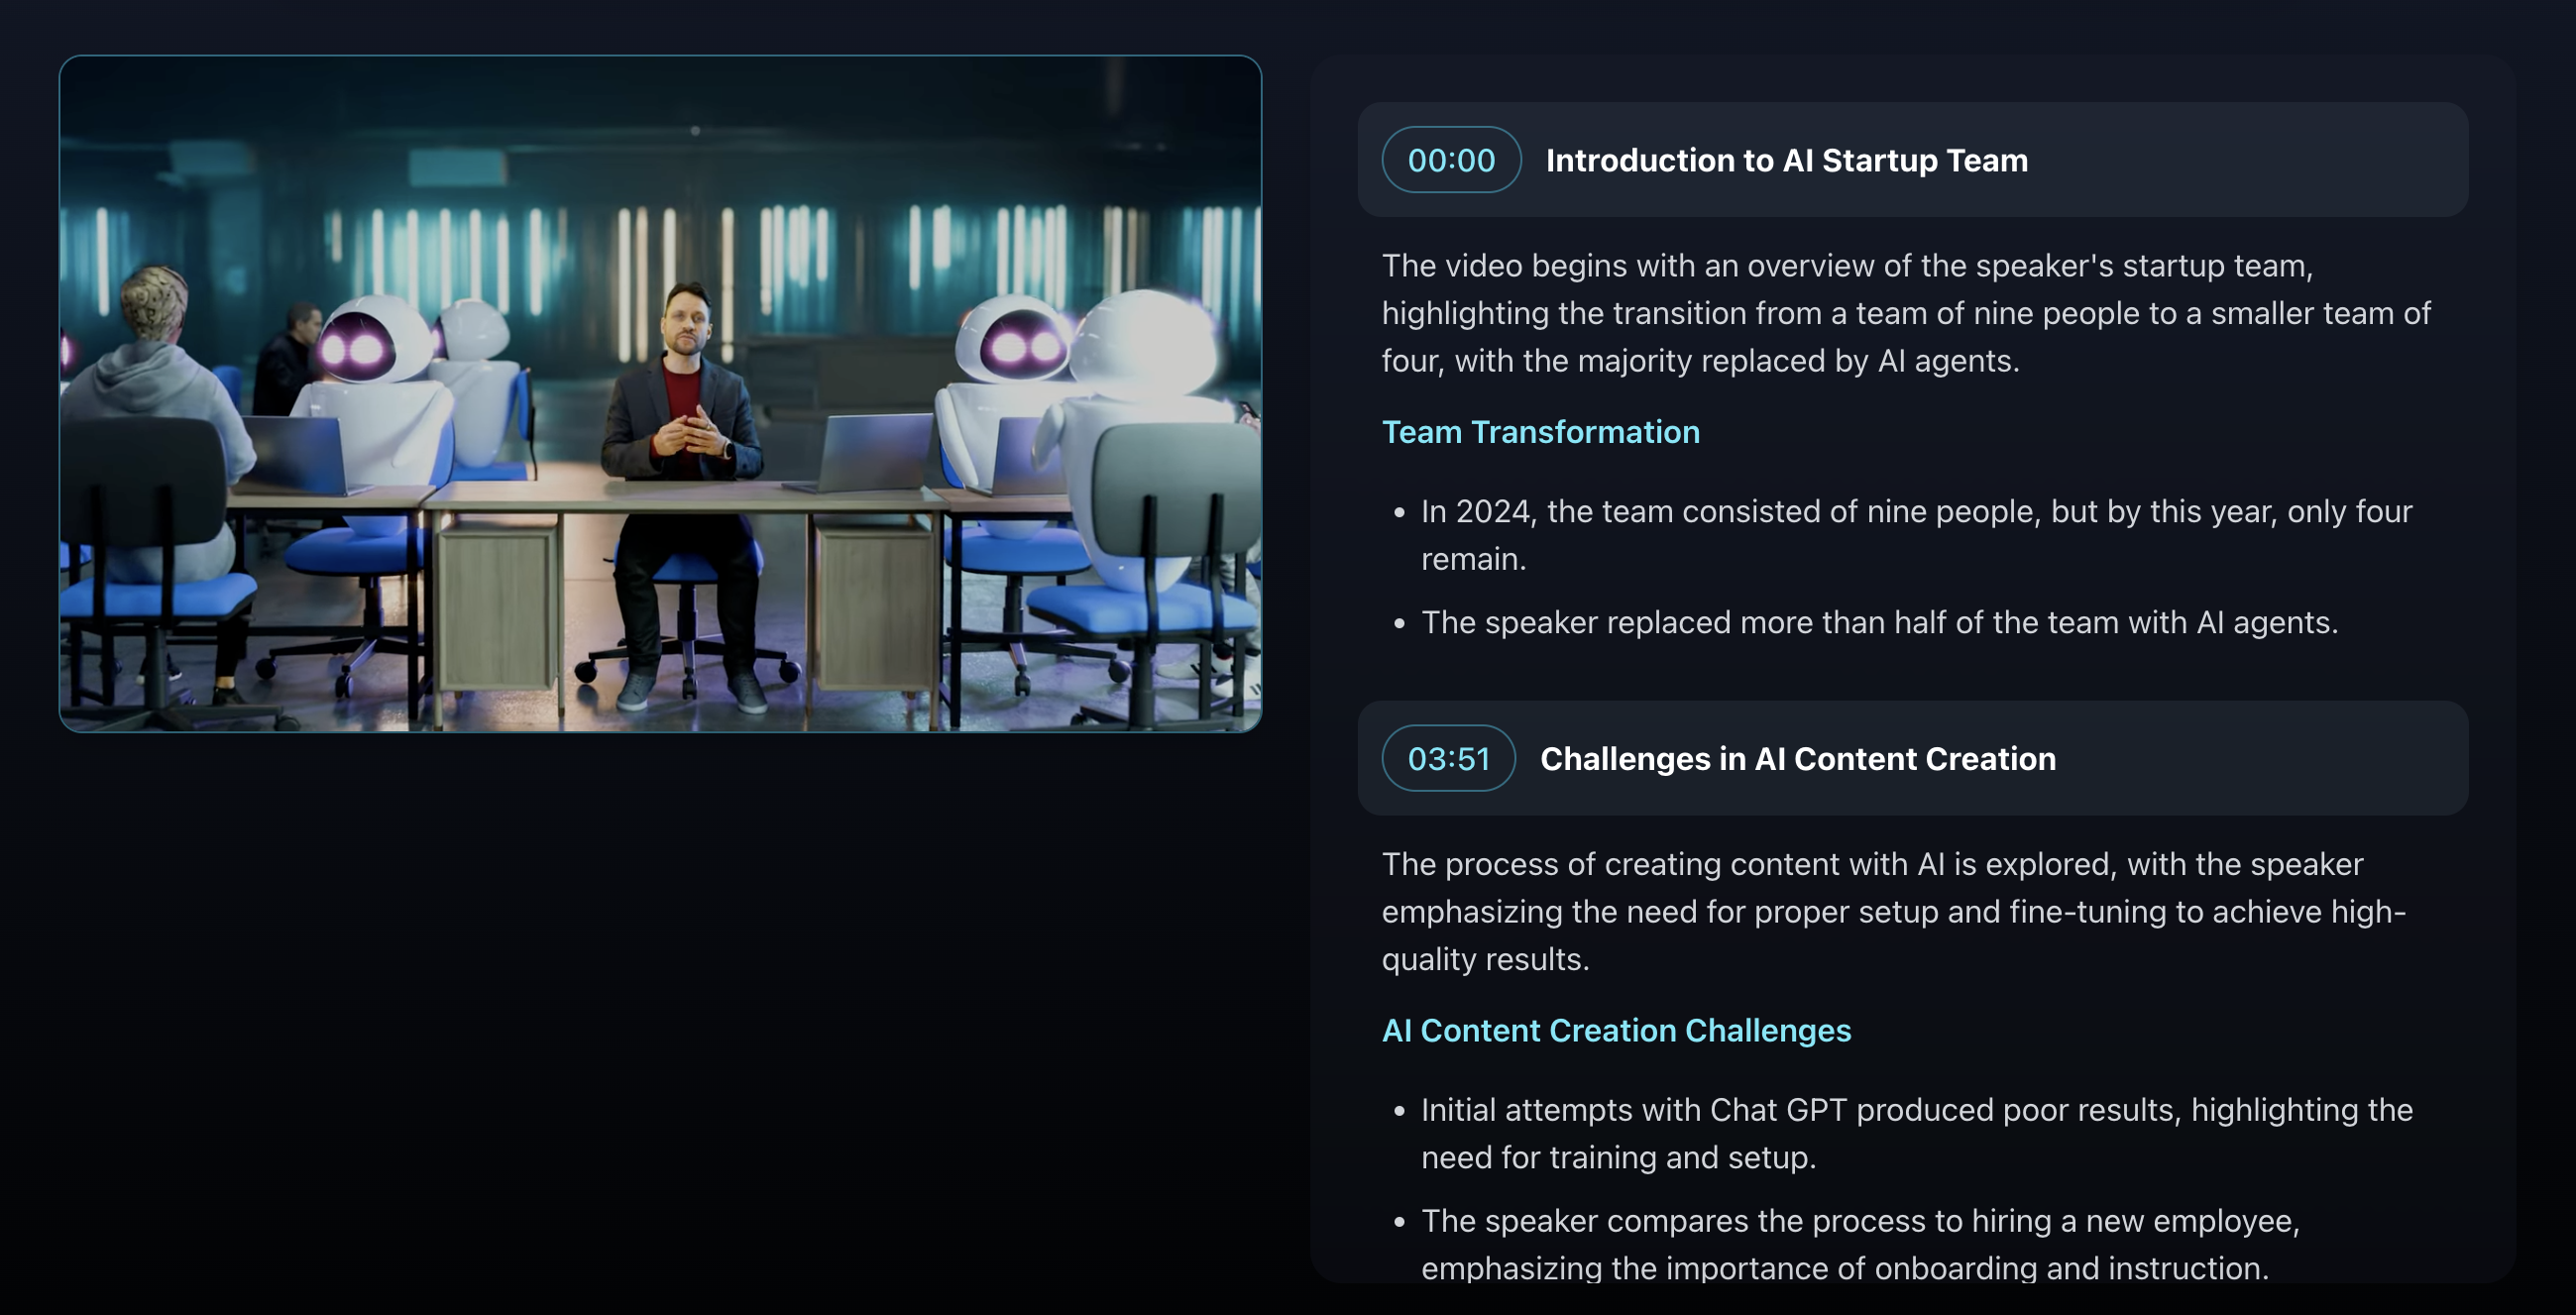 00:00 Introduction to AI Startup Team
The video begins with an overview of the speaker's startup team,
highlighting the transition from a team of nine people to a smaller team of
four, with the majority replaced by AI agents.
Team Transformation
• In 2024, the team consisted of nine people, but by this year, only four
remain.
• The speaker replaced more than half of the team with AI agents.
03:51 Challenges in AI Content Creation
The process of creating content with AI is explored, with the speaker
emphasizing the need for proper setup and fine-tuning to achieve high-
quality results.
AI Content Creation Challenges
• Initial attempts with Chat GPT produced poor results, highlighting the
need for training and setup.
• The speaker compares the process to hiring a new employee,
emphasizing the importance of onboarding and instruction.